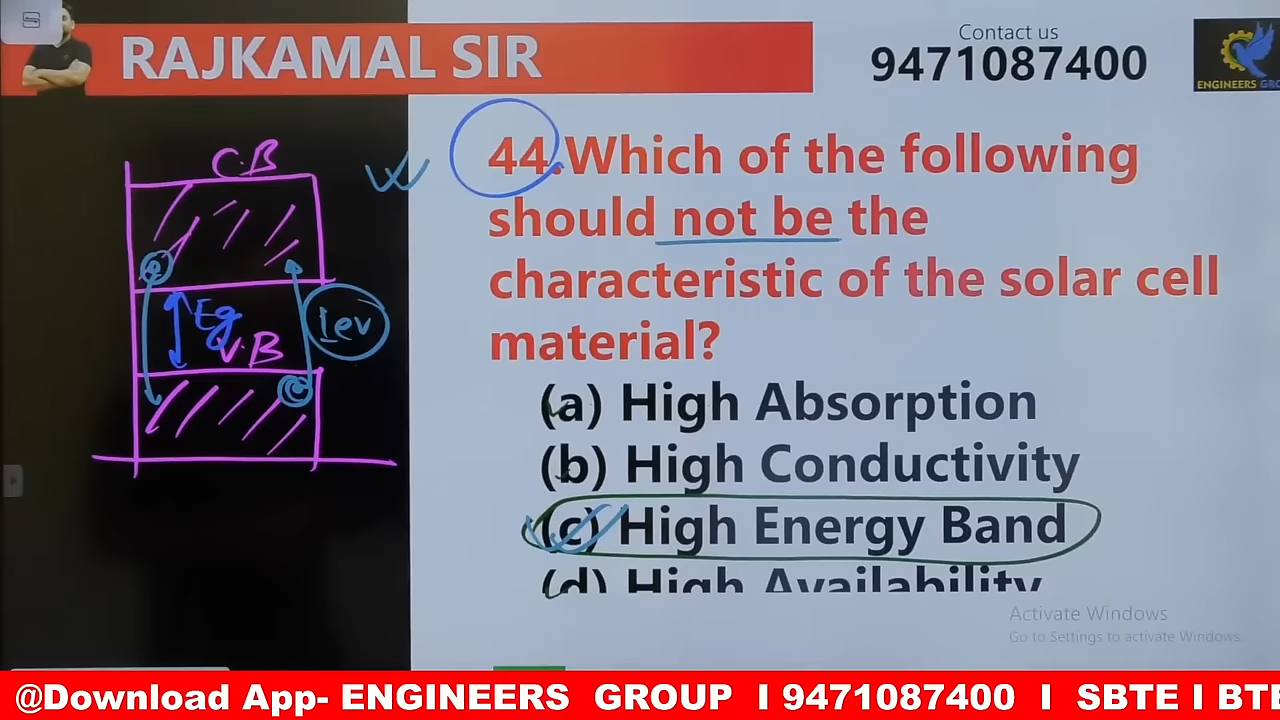 RAJKAMAL SIR
Contact us
9471087400
ENGINEERS GRO
C.B
Eg
V.B
1ev
44.Which of the following
should not be the
characteristic of the solar cell
material?
(a) High Absorption
(b) High Conductivity
(c) High Energy Band
(d) High Availability
Activate Windows
Go to Settings to activate Windows.
@Download App- ENGINEERS GROUP I 9471087400 I SBTE I BTE